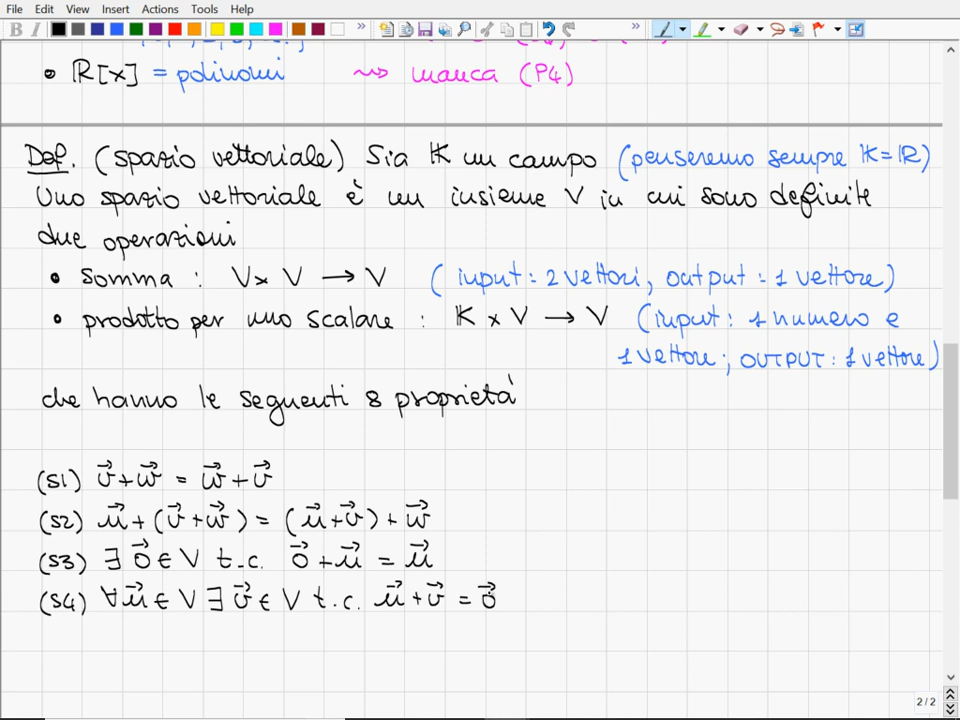 File Edit View Insert Actions Tools Help
B I
• ℝ[x] = polinomi ⇝ manca (P4)
Def. (spazio vettoriale) Sia 𝕂 un campo (penseremo sempre 𝕂=ℝ)
Uno spazio vettoriale è un insieme V in cui sono definite
due operazioni
• somma : V x V → V (input = 2 vettori, output = 1 vettore)
• prodotto per uno scalare : 𝕂 x V → V (input : 1 numero e
1 vettore; OUTPUT : 1 vettore)
che hanno le seguenti 8 proprietà
(S1) v⃗+w⃗ = w⃗+v⃗
(S2) u⃗+(v⃗+w⃗) = (u⃗+v⃗)+w⃗
(S3) ∃ 0⃗ ∈ V t.c. 0⃗+u⃗ = u⃗
(S4) ∀u⃗ ∈ V ∃ v⃗ ∈ V t.c. u⃗+v⃗ = 0⃗
2 / 2